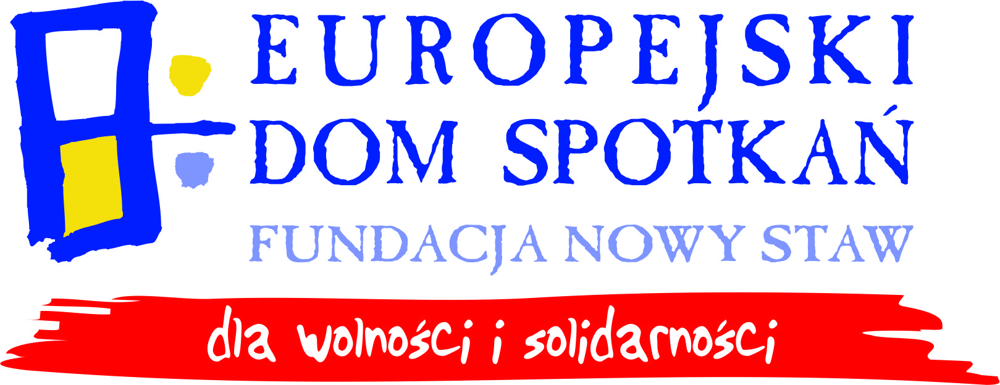 EUROPEJSKI
DOM SPOTKAŃ
FUNDACJA NOWY STAW
dla wolności i solidarności